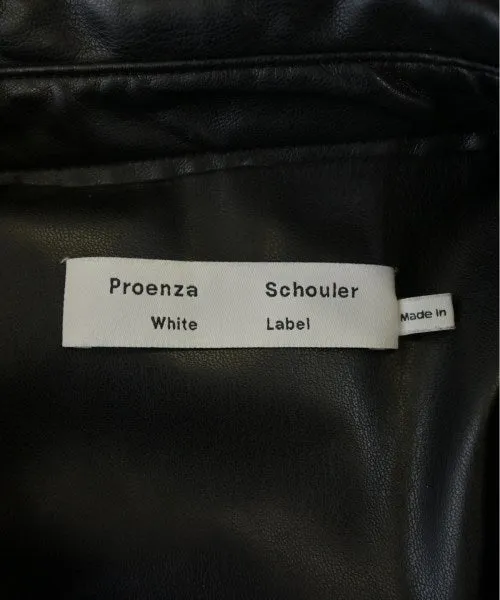 Proenza Schouler
White Label
Made in